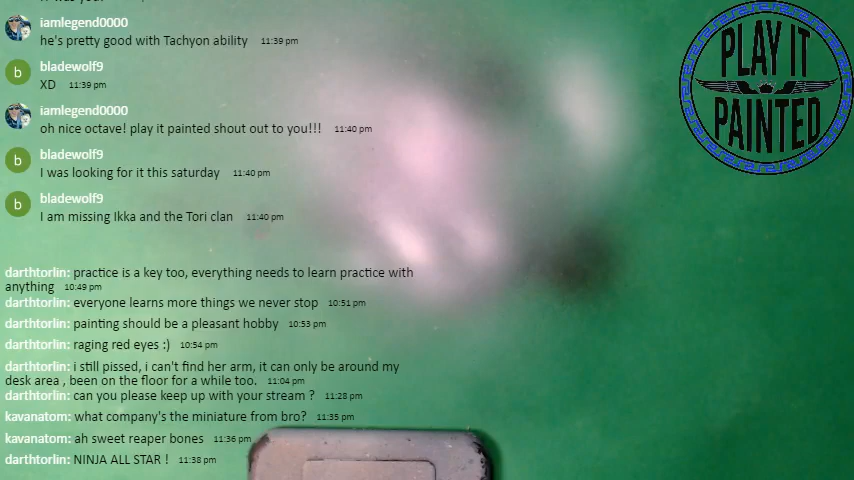 iamlegend0000
he's pretty good with Tachyon ability 11:39 pm
b bladewolf9
XD 11:39 pm
iamlegend0000
oh nice octave! play it painted shout out to you!!! 11:40 pm
b bladewolf9
I was looking for it this saturday 11:40 pm
b bladewolf9
I am missing Ikka and the Tori clan 11:40 pm
darthtorlin: practice is a key too, everything needs to learn practice with
anything 10:49 pm
darthtorlin: everyone learns more things we never stop 10:51 pm
darthtorlin: painting should be a pleasant hobby 10:53 pm
darthtorlin: raging red eyes :) 10:54 pm
darthtorlin: i still pissed, i can't find her arm, it can only be around my
desk area , been on the floor for a while too. 11:04 pm
darthtorlin: can you please keep up with your stream ? 11:28 pm
kavanatom: what company's the miniature from bro? 11:35 pm
kavanatom: ah sweet reaper bones 11:36 pm
darthtorlin: NINJA ALL STAR ! 11:38 pm
PLAY IT
PAINTED